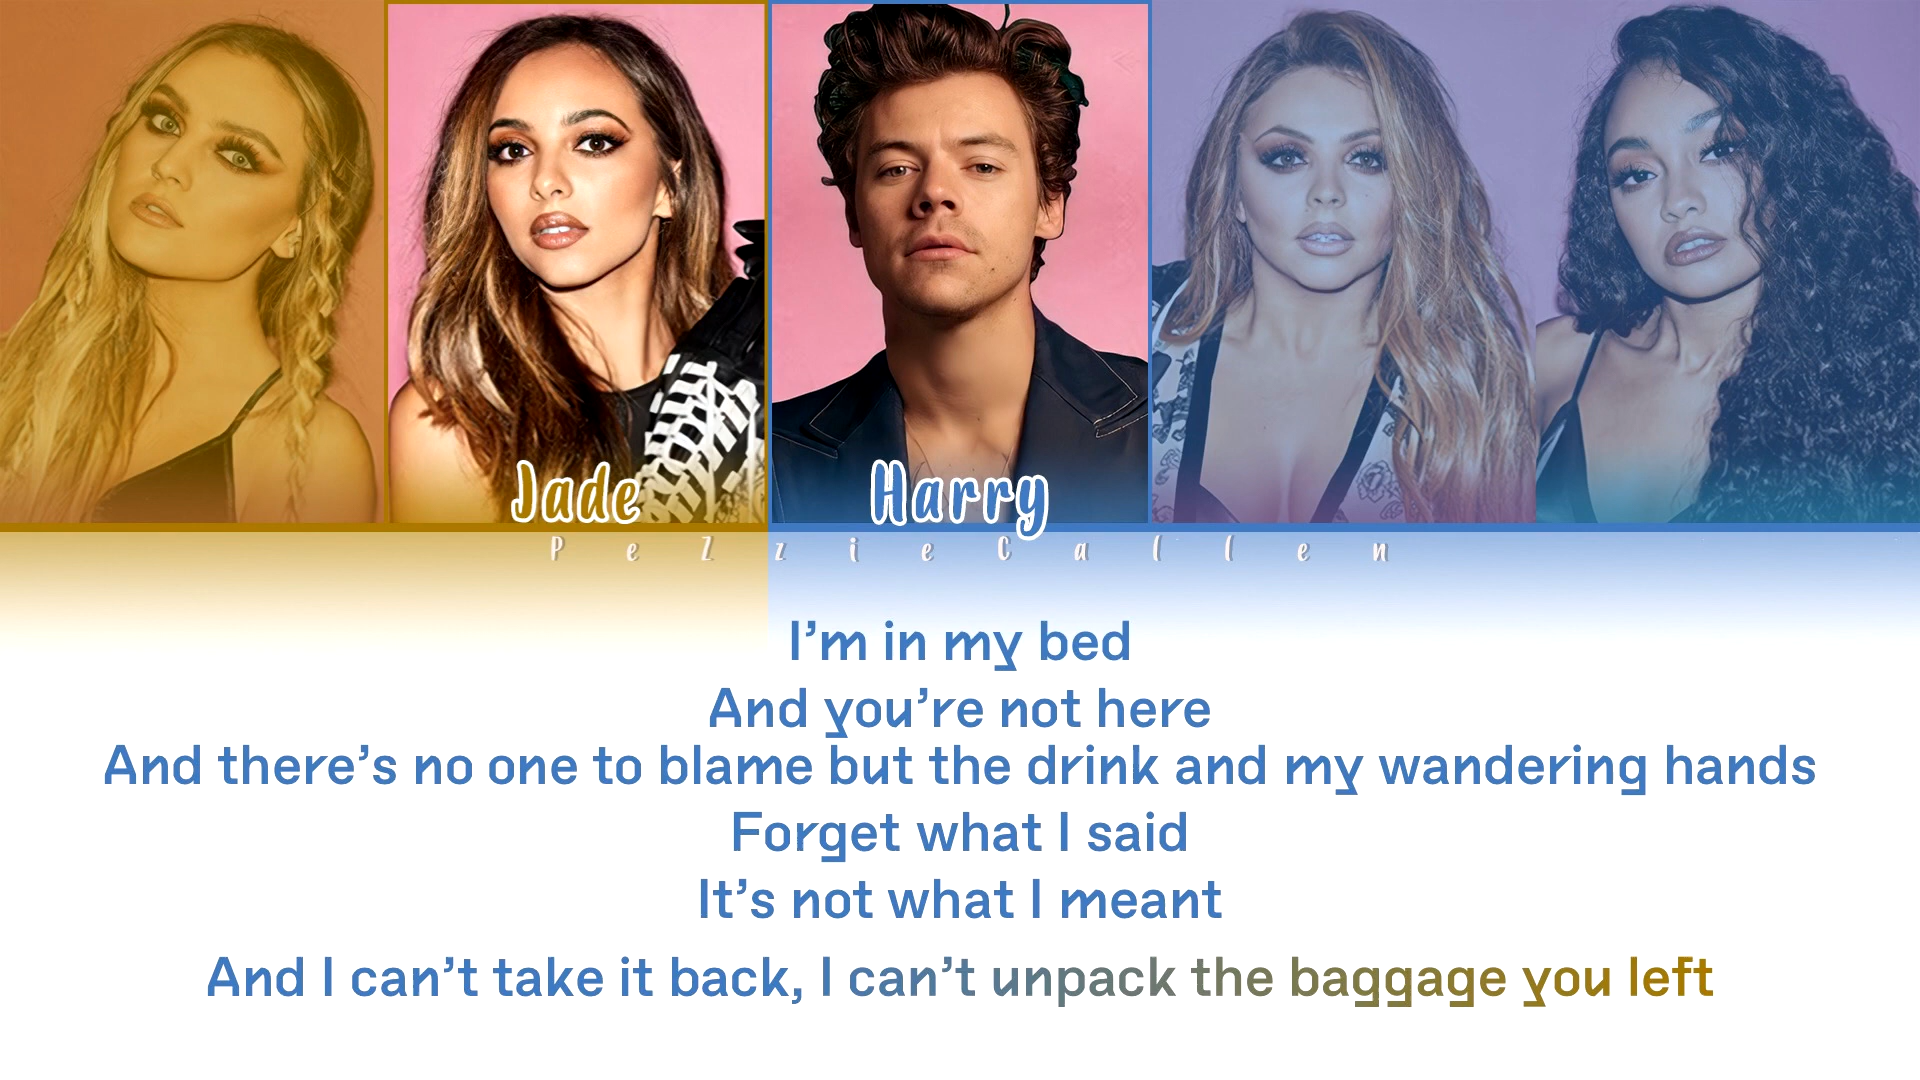 Jade Harry
PeZzieCallen
I'm in my bed
And you're not here
And there's no one to blame but the drink and my wandering hands
Forget what I said
It's not what I meant
And I can't take it back, I can't unpack the baggage you left